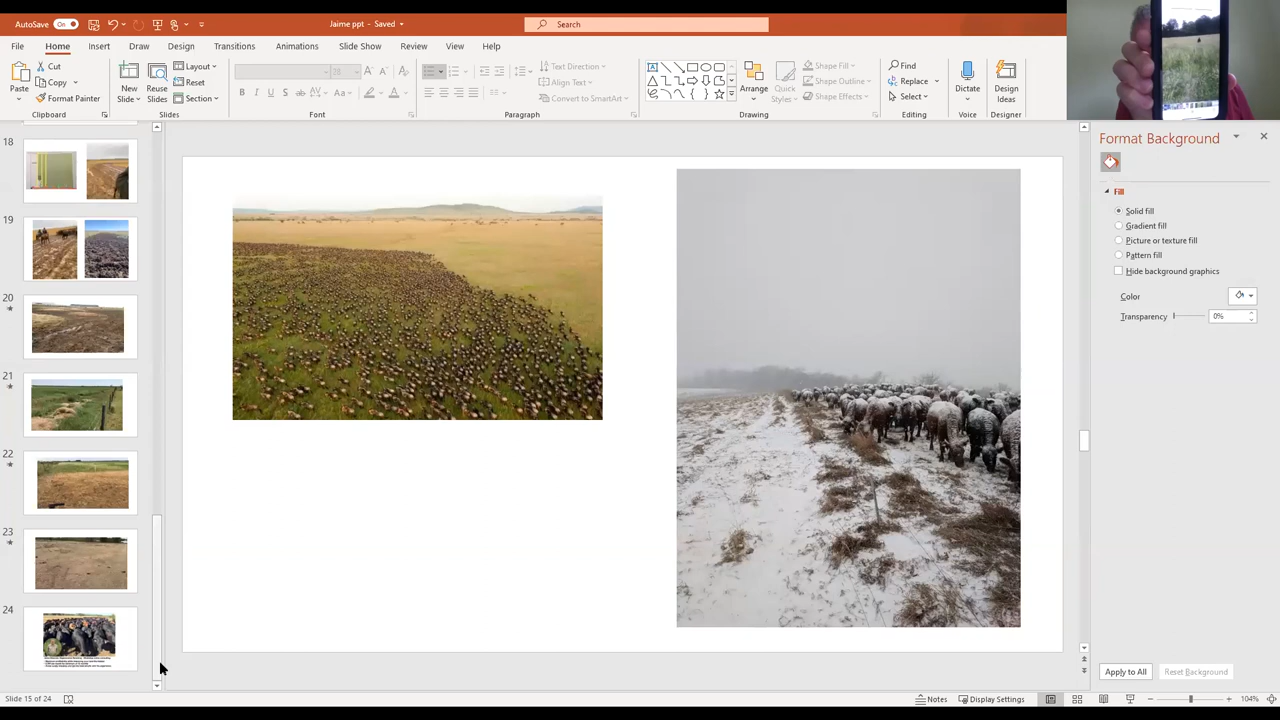 AutoSave On Jaime ppt - Saved Search
File Home Insert Draw Design Transitions Animations Slide Show Review View Help
Paste Cut Copy Format Painter
Clipboard
New Slide Reuse Slides Layout Reset Section
Slides
28
B I U S ab AV Aa A
Font
Text Direction
Align Text
Convert to SmartArt
Paragraph
Arrange Quick Styles Shape Fill Shape Outline Shape Effects
Drawing
Find
Replace
Select
Editing
Dictate
Voice
Design Ideas
Designer
18
19
20
21
22
23
24
Format Background
Fill
Solid fill
Gradient fill
Picture or texture fill
Pattern fill
Hide background graphics
Color
Transparency 0%
Apply to All Reset Background
Slide 15 of 24 Notes Display Settings 104%